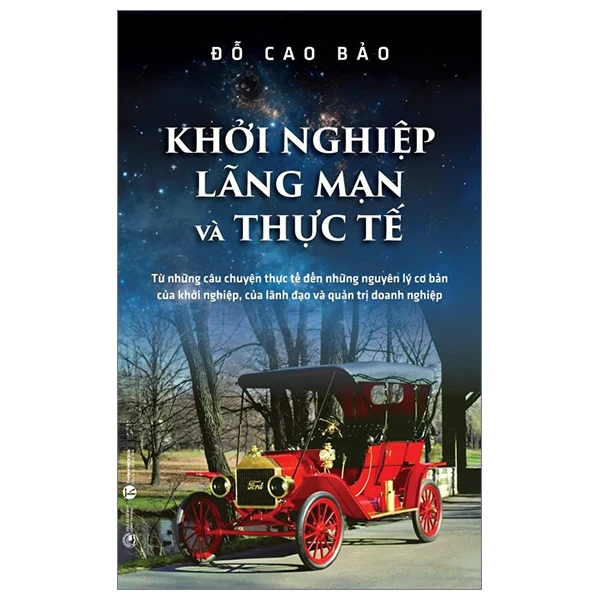 ĐỖ CAO BẢO
KHỞI NGHIỆP
LÃNG MẠN
VÀ THỰC TẾ
Từ những câu chuyện thực tế đến những nguyên lý cơ bản
của khởi nghiệp, của lãnh đạo và quản trị doanh nghiệp
Ford